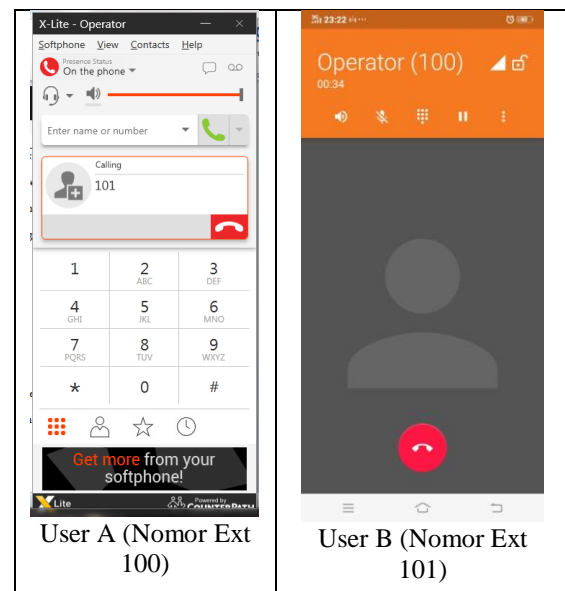 X-Lite - Operator
Softphone View Contacts Help
Presence Status
On the phone
Enter name or number
Calling
101
1 2 3
ABC DEF
4 5 6
GHI JKL MNO
7 8 9
PQRS TUV WXYZ
* 0 #
Get more from your
softphone!
X Lite Powered by
COUNTERPATH
User A (Nomor Ext
100)
23:22
Operator (100)
00:34
User B (Nomor Ext
101)